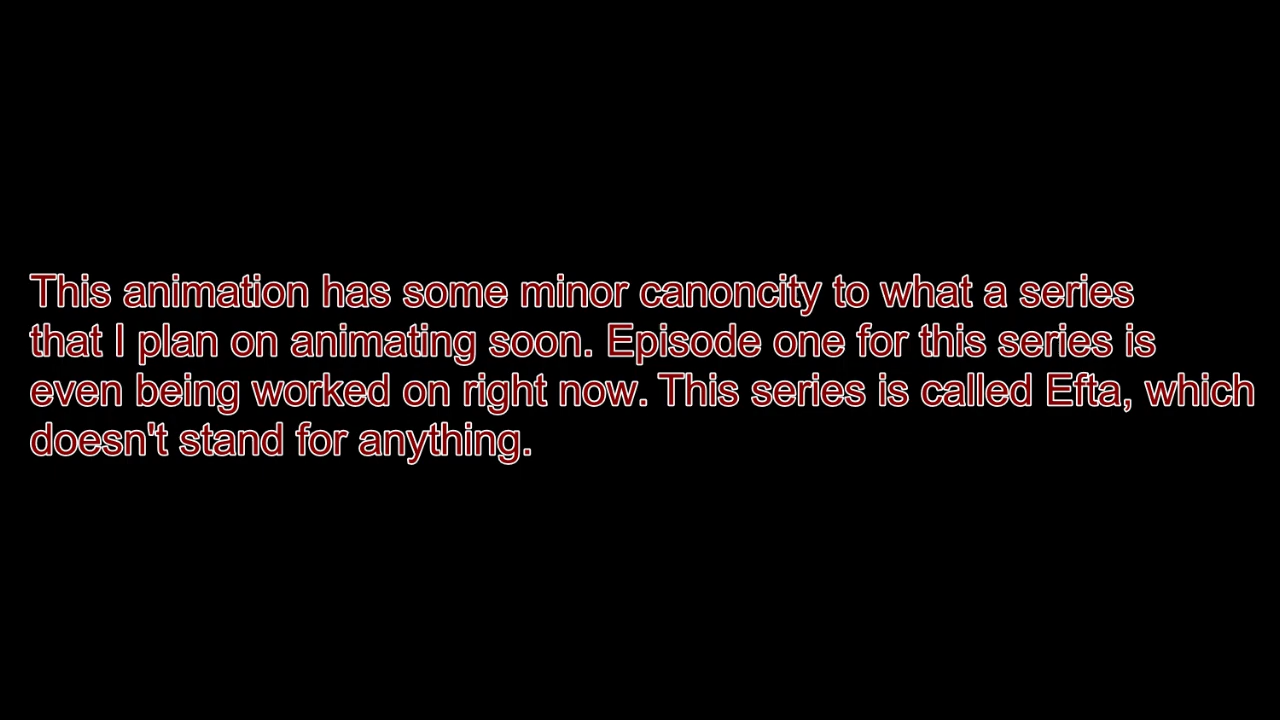 This animation has some minor canoncity to what a series
that I plan on animating soon. Episode one for this series is
even being worked on right now. This series is called Efta, which
doesn't stand for anything.